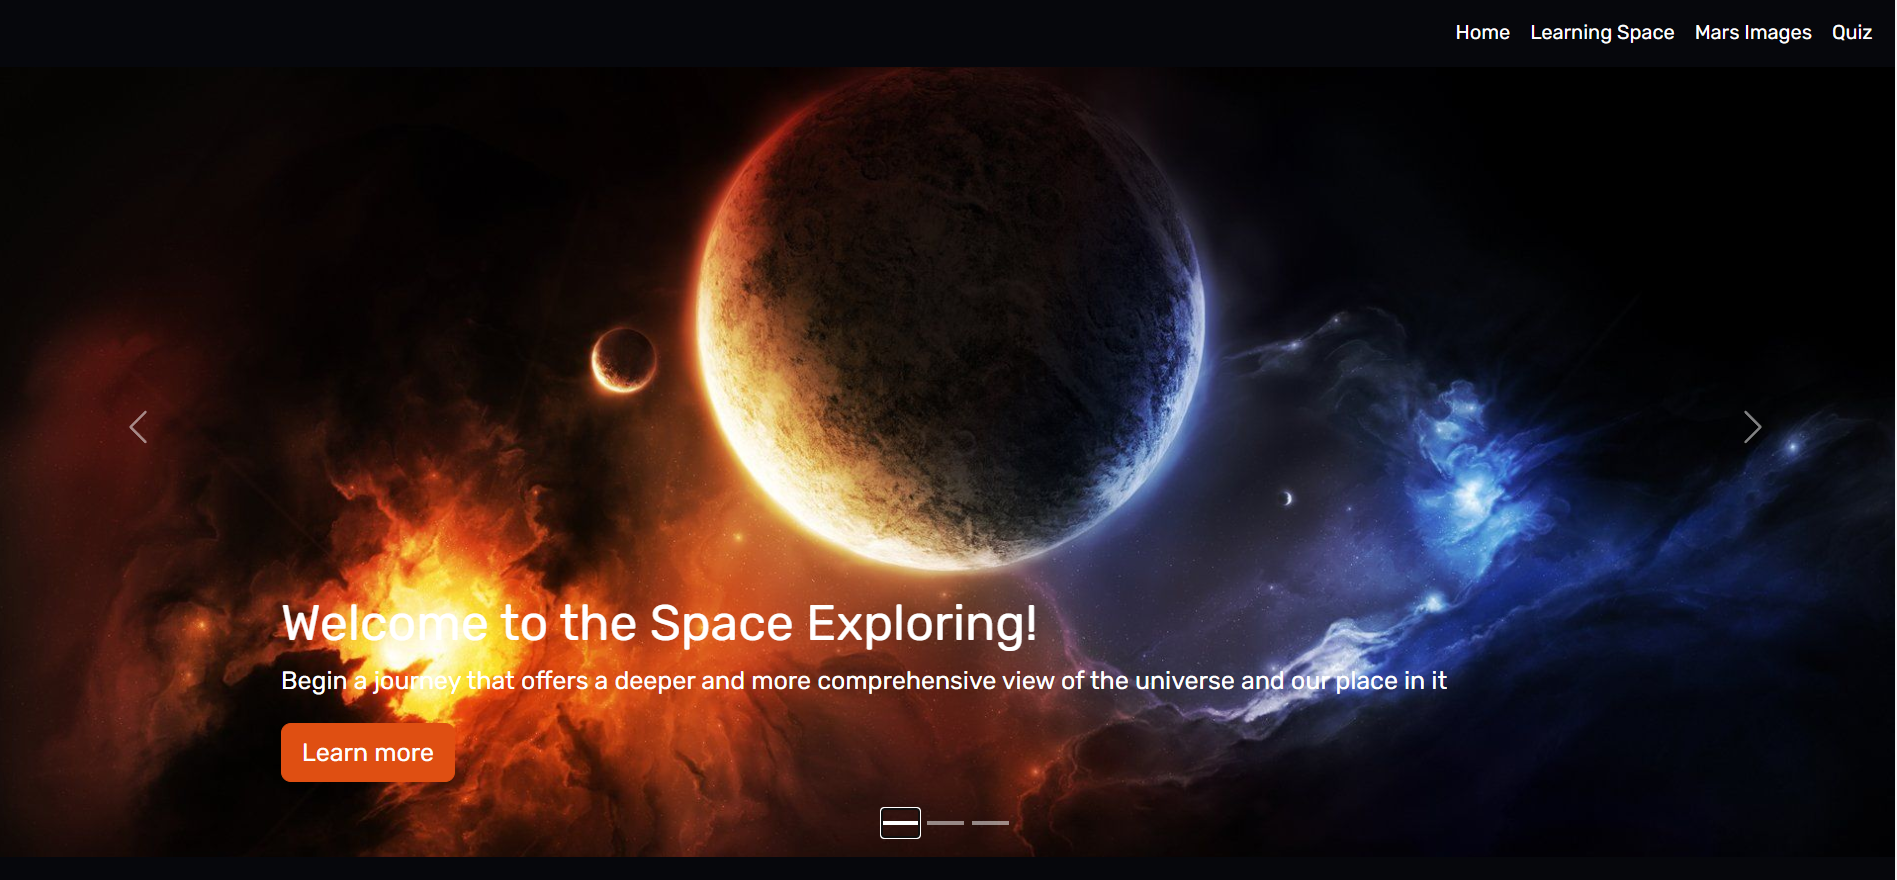 Home Learning Space Mars Images Quiz
Welcome to the Space Exploring!
Begin a journey that offers a deeper and more comprehensive view of the universe and our place in it
Learn more